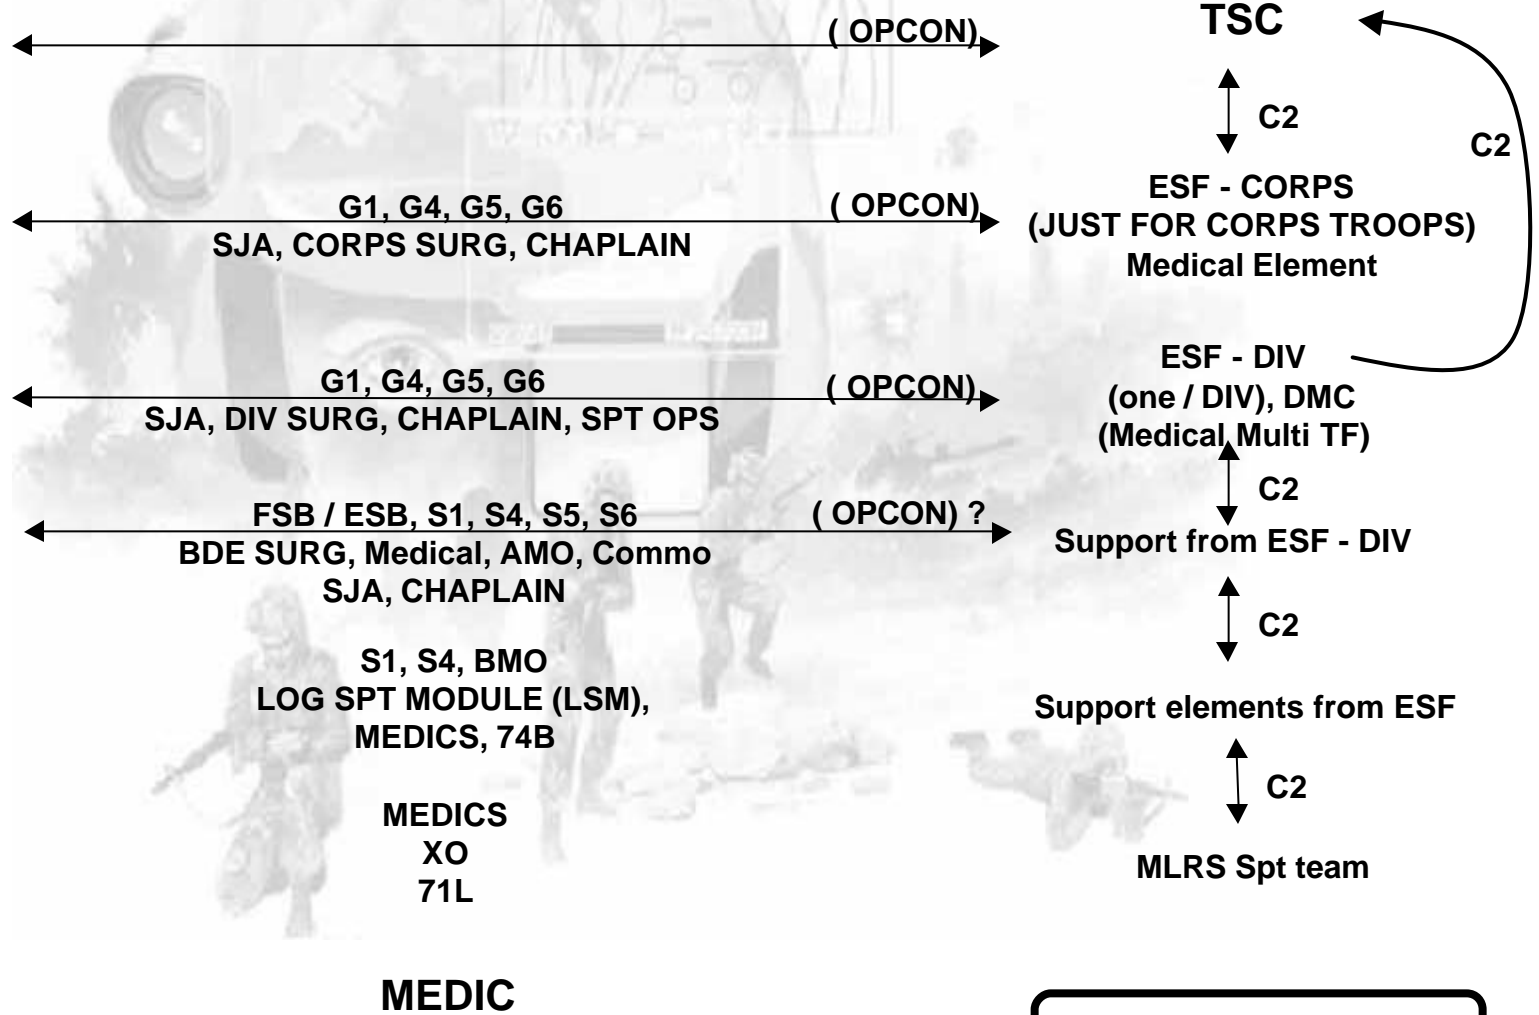 ( OPCON)
TSC
C2
C2
G1, G4, G5, G6
SJA, CORPS SURG, CHAPLAIN
( OPCON)
ESF - CORPS
(JUST FOR CORPS TROOPS)
Medical Element
G1, G4, G5, G6
SJA, DIV SURG, CHAPLAIN, SPT OPS
( OPCON)
ESF - DIV
(one / DIV), DMC
(Medical Multi TF)
C2
FSB / ESB, S1, S4, S5, S6
BDE SURG, Medical, AMO, Commo
SJA, CHAPLAIN
( OPCON) ?
Support from ESF - DIV
C2
S1, S4, BMO
LOG SPT MODULE (LSM),
MEDICS, 74B
Support elements from ESF
C2
MEDICS
XO
71L
MLRS Spt team
MEDIC